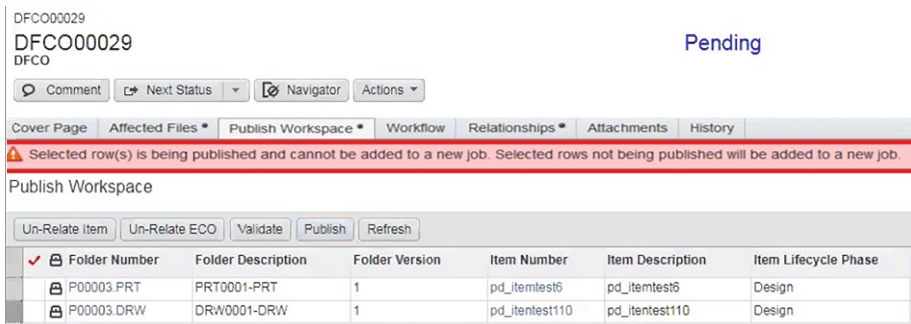 DFCO00029
DFCO00029
Pending
DFCO
Comment Next Status Navigator Actions
Cover Page Affected Files Publish Workspace Workflow Relationships Attachments History
Selected row(s) is being published and cannot be added to a new job. Selected rows not being published will be added to a new job.
Publish Workspace
Un-Relate item Un-Relate ECO Validate Publish Refresh
Folder Number Folder Description Folder Version Item Number Item Description Item Lifecycle Phase
P00003.PRT PRT0001-PRT 1 pd_itemtest6 pd_itemtest6 Design
P00003.DRW DRW0001-DRW 1 pd_itentest110 pd_itentest110 Design